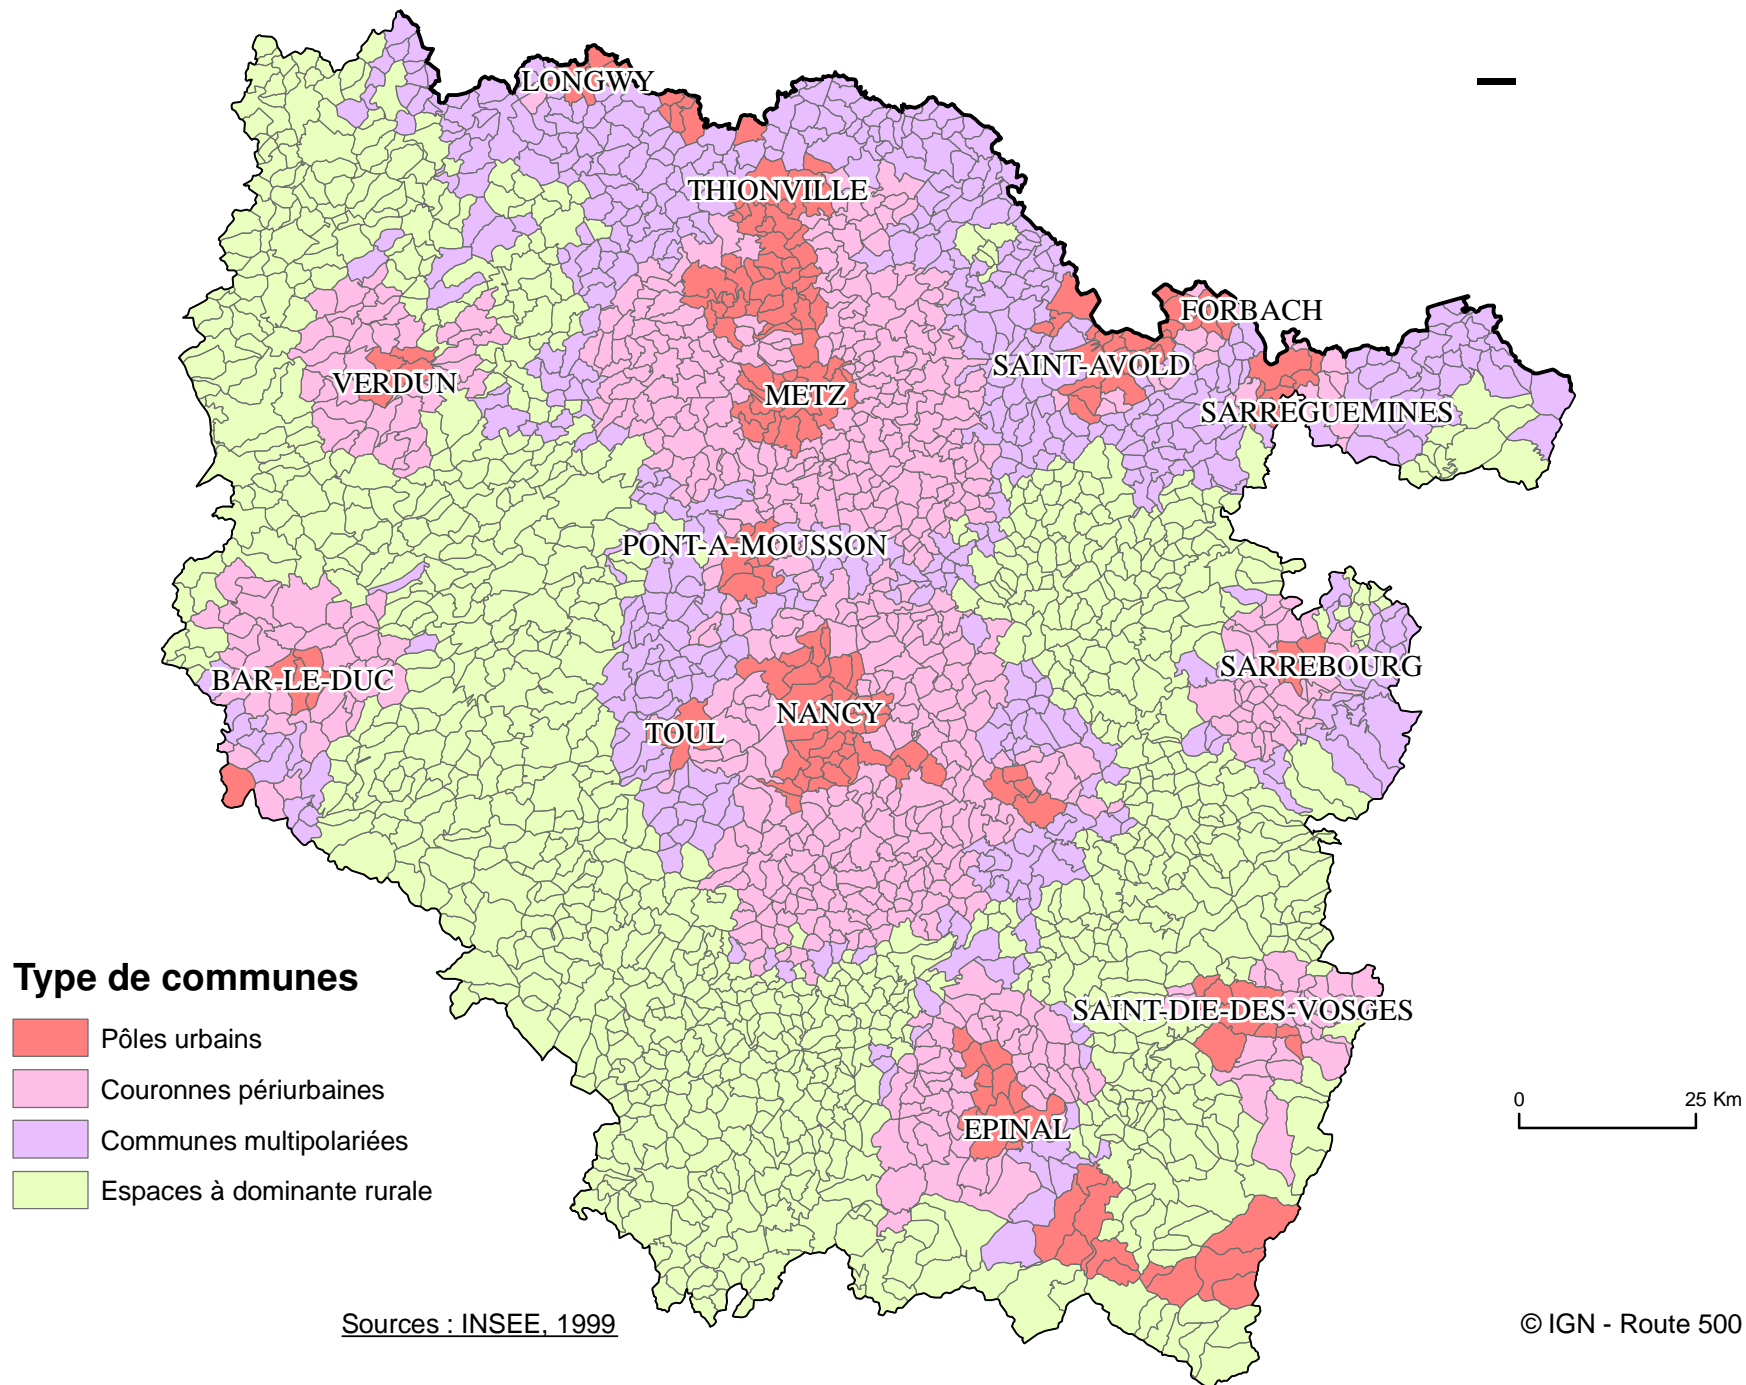 LONGWY
THIONVILLE
FORBACH
SAINT-AVOLD
VERDUN
METZ
SARREGUEMINES
PONT-A-MOUSSON
SARREBOURG
BAR-LE-DUC
NANCY
TOUL
Type de communes
SAINT-DIE-DES-VOSGES
Pôles urbains
Couronnes périurbaines
0 25 Km
EPINAL
Communes multipolariées
Espaces à dominante rurale
Sources : INSEE, 1999
© IGN - Route 500